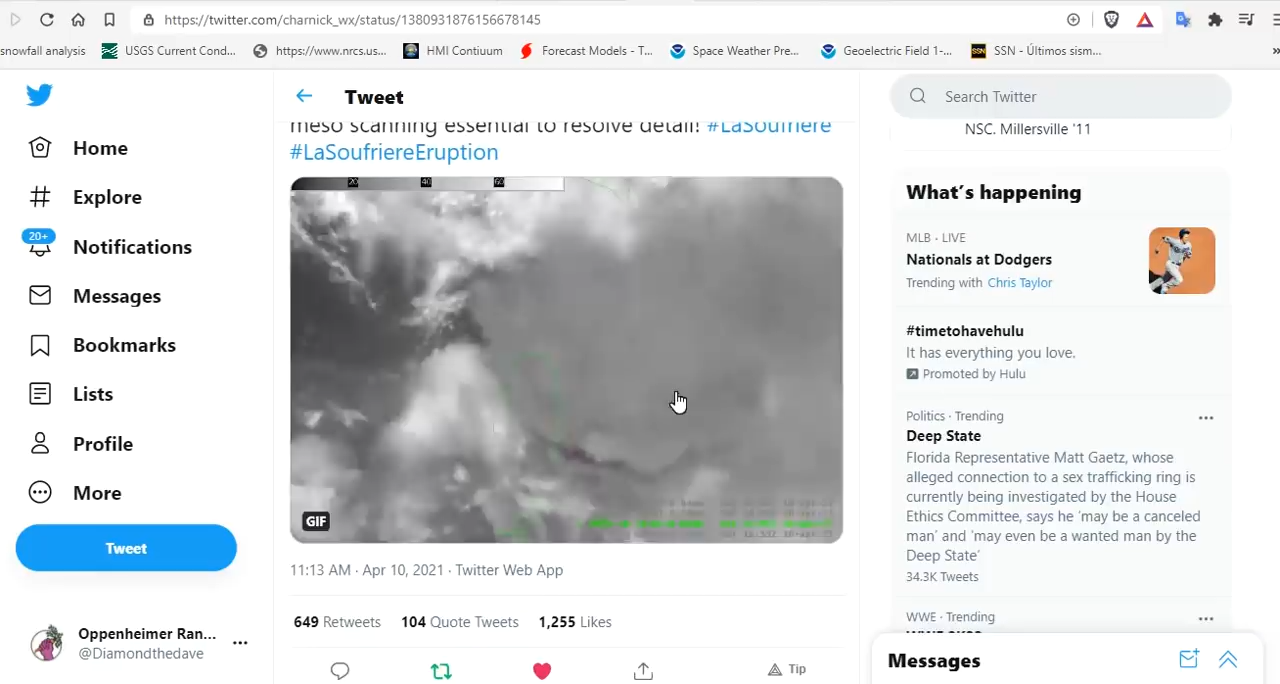 https://twitter.com/charnick_wx/status/1380931876156678145
snowfall analysis
USGS Current Cond...
https://www.nrcs.us...
HMI Contiuum
Forecast Models - T...
Space Weather Pre...
Geoelectric Field 1-...
SSN
SSN - Últimos sism...
»
Home
Explore
20+
Notifications
Messages
Bookmarks
Lists
Profile
More
Tweet
Oppenheimer Ran...
@Diamondthedave
Tweet
meso scanning essential to resolve detail! #LaSoufriere
#LaSoufriereEruption
20 40 60
GIF
11:13 AM · Apr 10, 2021 · Twitter Web App
649 Retweets 104 Quote Tweets 1,255 Likes
Tip
Search Twitter
NSC. Millersville '11
What's happening
MLB · LIVE
Nationals at Dodgers
Trending with Chris Taylor
#timetohavehulu
It has everything you love.
Promoted by Hulu
Politics · Trending
Deep State
Florida Representative Matt Gaetz, whose
alleged connection to a sex trafficking ring is
currently being investigated by the House
Ethics Committee, says he 'may be a canceled
man' and 'may even be a wanted man by the
Deep State'
34.3K Tweets
WWE · Trending
Messages